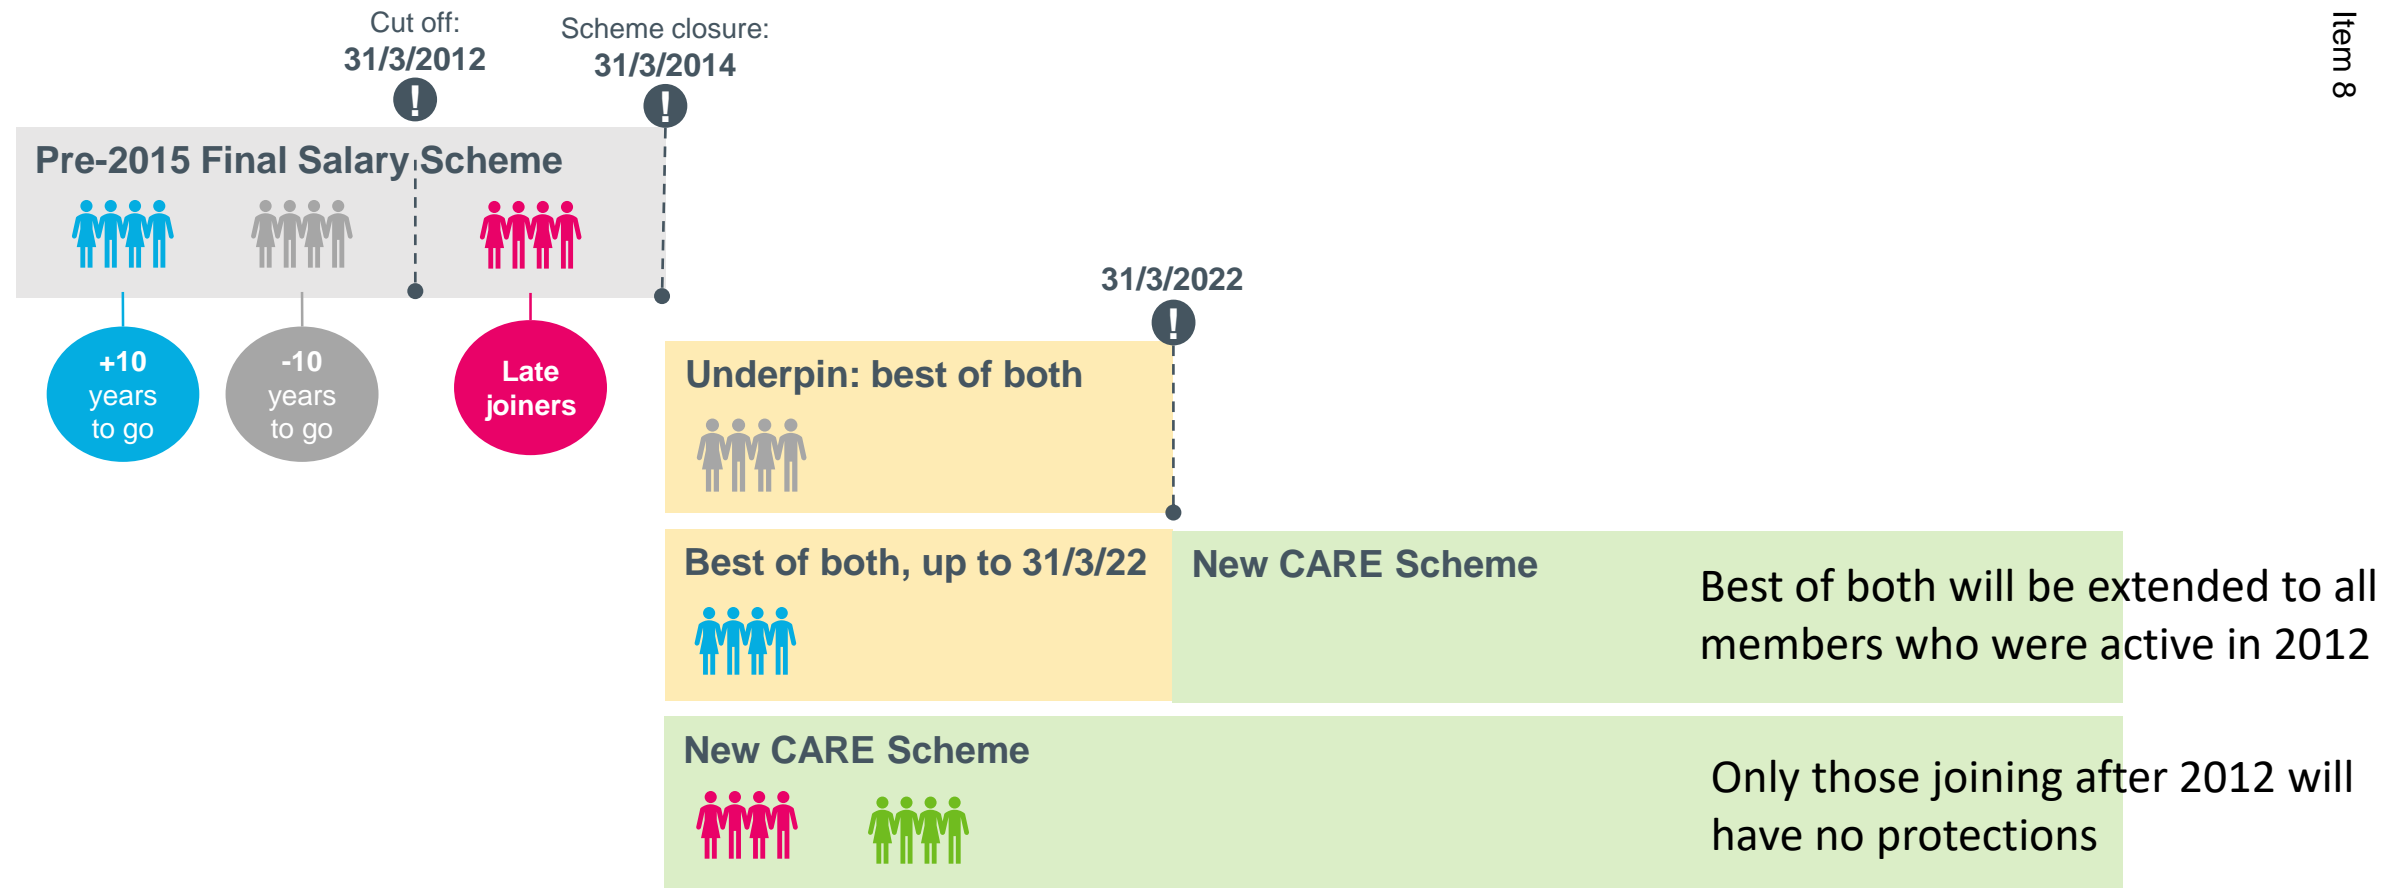 Item 8
Cut off:
31/3/2012
!
Scheme closure:
31/3/2014
!
Pre-2015 Final Salary Scheme
+10
years
to go
-10
years
to go
Late
joiners
31/3/2022
!
Underpin: best of both
Best of both, up to 31/3/22
New CARE Scheme
Best of both will be extended to all
members who were active in 2012
New CARE Scheme
Only those joining after 2012 will
have no protections